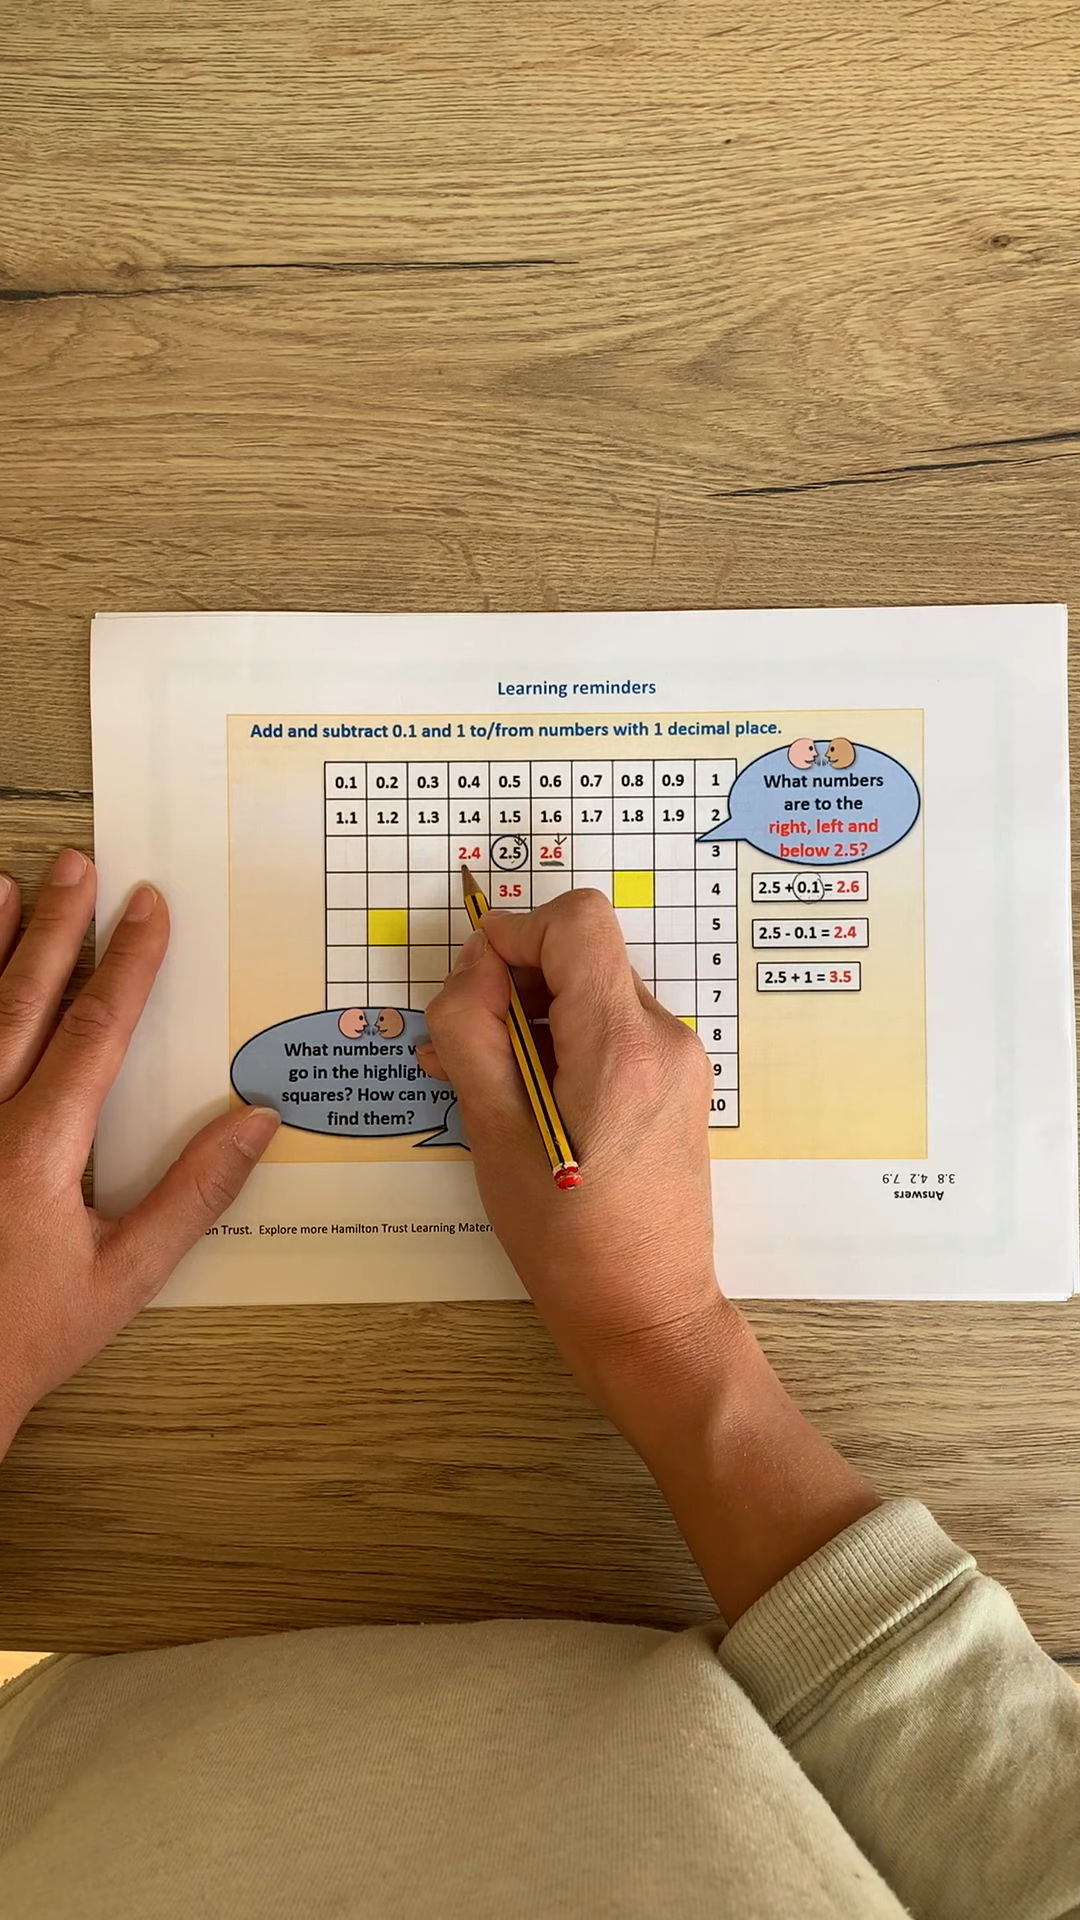 Learning reminders
Add and subtract 0.1 and 1 to/from numbers with 1 decimal place.
0.1 0.2 0.3 0.4 0.5 0.6 0.7 0.8 0.9 1
1.1 1.2 1.3 1.4 1.5 1.6 1.7 1.8 1.9 2
2.4 2.5 2.6 3
3.5 4
5
6
7
8
9
10
What numbers
are to the
right, left and
below 2.5?
2.5 + 0.1 = 2.6
2.5 - 0.1 = 2.4
2.5 + 1 = 3.5
What numbers
go in the
squares? How can you
find them?
Answers
3.8 4.2 7.9
Trust. Explore more Hamilton Trust Learning